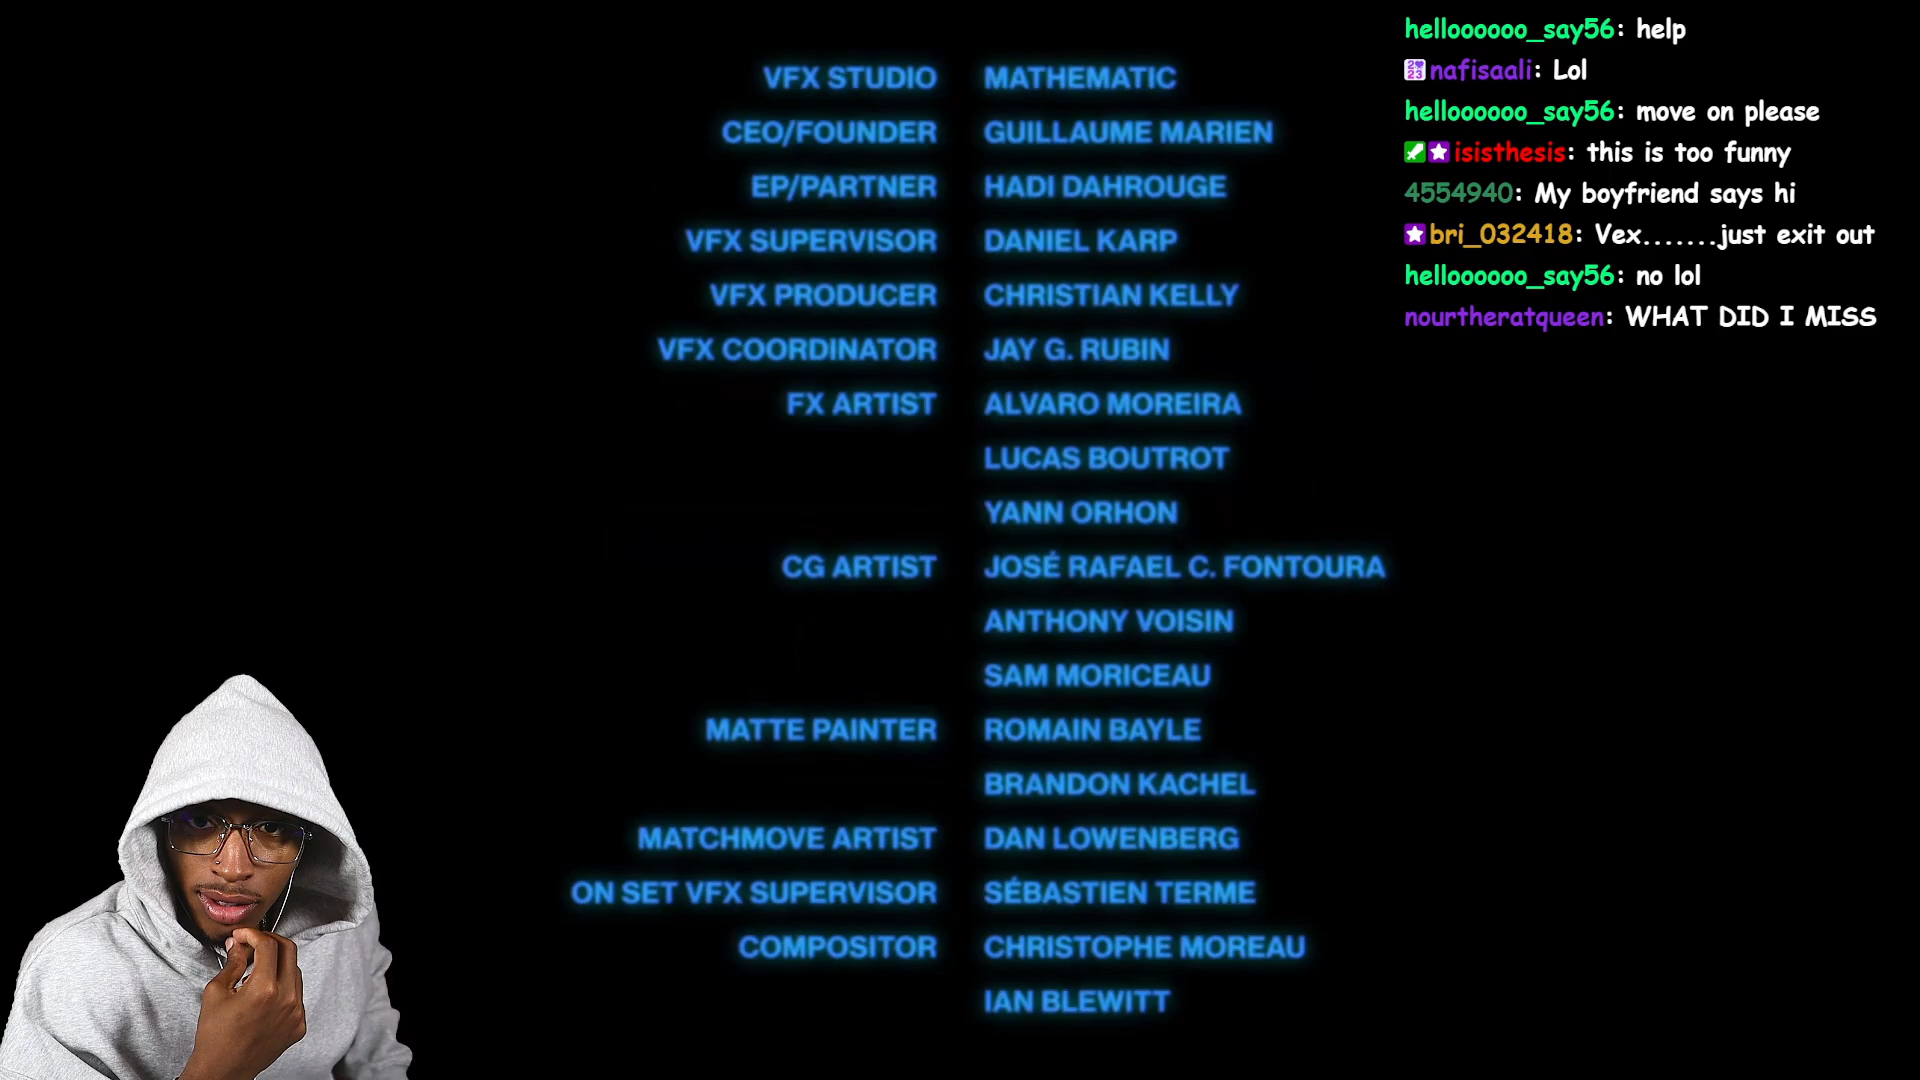 VFX STUDIO MATHEMATIC
CEO/FOUNDER GUILLAUME MARIEN
EP/PARTNER HADI DAHROUGE
VFX SUPERVISOR DANIEL KARP
VFX PRODUCER CHRISTIAN KELLY
VFX COORDINATOR JAY G. RUBIN
FX ARTIST ALVARO MOREIRA
LUCAS BOUTROT
YANN ORHON
CG ARTIST JOSÉ RAFAEL C. FONTOURA
ANTHONY VOISIN
SAM MORICEAU
MATTE PAINTER ROMAIN BAYLE
BRANDON KACHEL
MATCHMOVE ARTIST DAN LOWENBERG
ON SET VFX SUPERVISOR SÉBASTIEN TERME
COMPOSITOR CHRISTOPHE MOREAU
IAN BLEWITT
helloooooo_say56: help
nafisaali: Lol
helloooooo_say56: move on please
isisthesis: this is too funny
4554940: My boyfriend says hi
bri_032418: Vex.......just exit out
helloooooo_say56: no lol
nourtheratqueen: WHAT DID I MISS